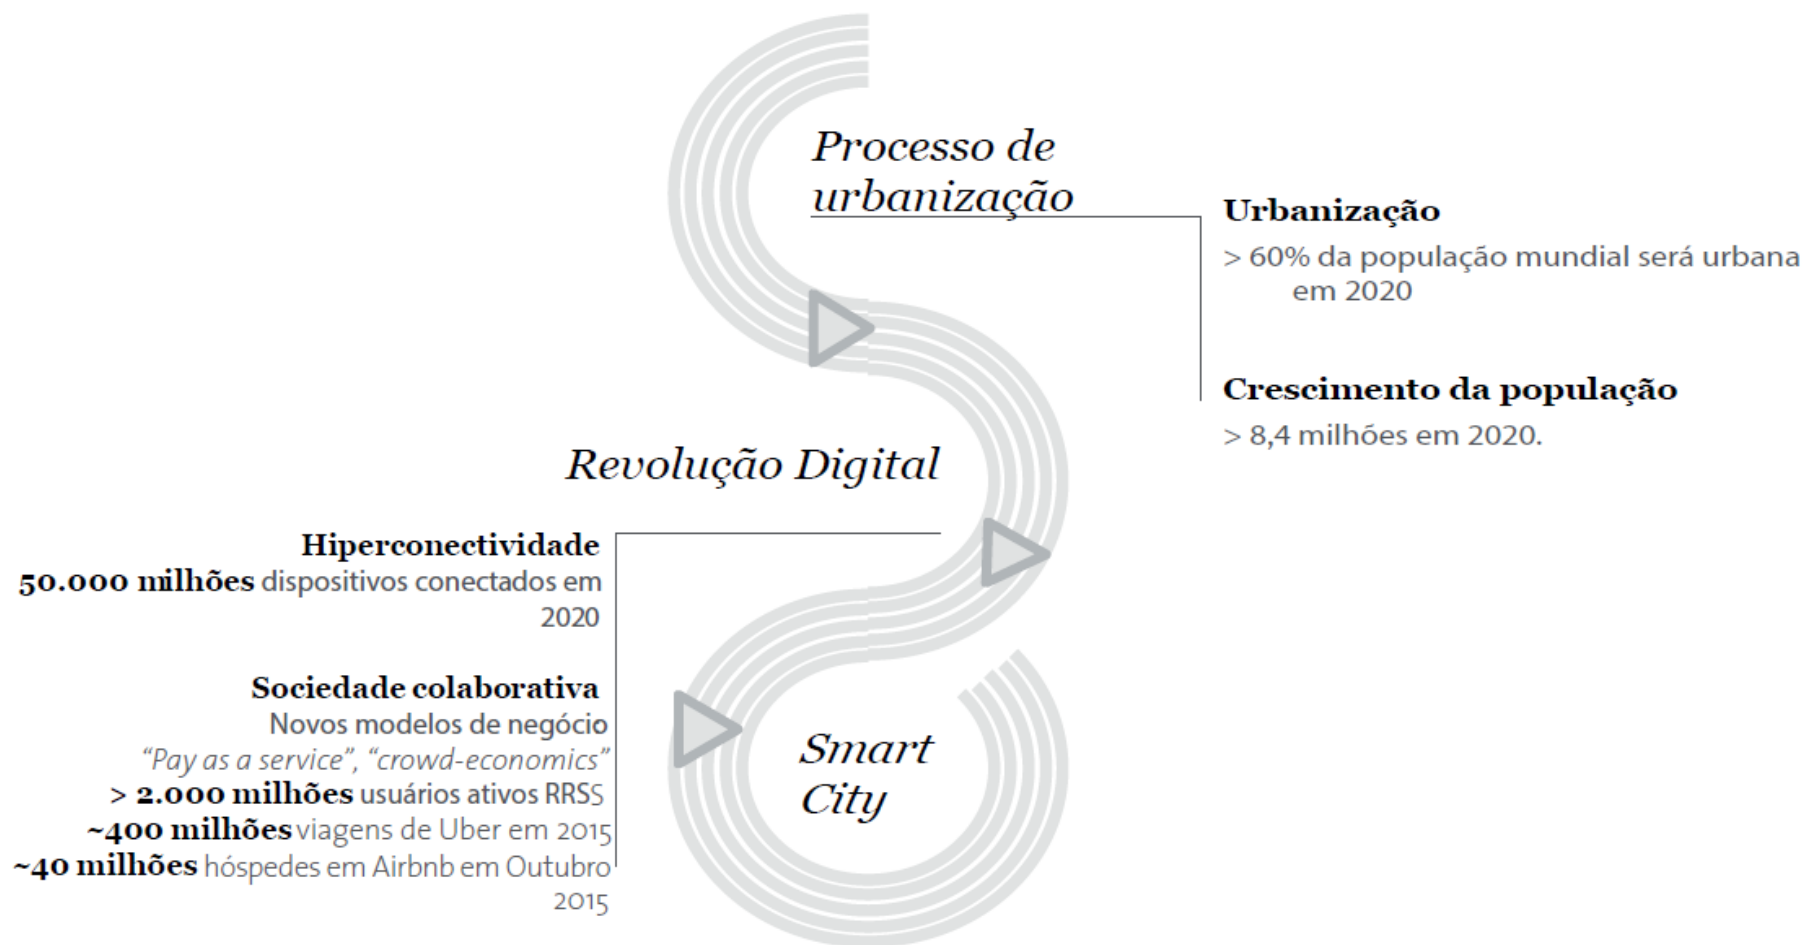 Processo de
urbanização
Urbanização
> 60% da população mundial será urbana
em 2020
Crescimento da população
> 8,4 milhões em 2020.
Revolução Digital
Hiperconectividade
50.000 milhões dispositivos conectados em
2020
Sociedade colaborativa
Novos modelos de negócio
“Pay as a service”, “crowd-economics”
> 2.000 milhões usuários ativos RRSS
~400 milhões viagens de Uber em 2015
~40 milhões hóspedes em Airbnb em Outubro
2015
Smart
City